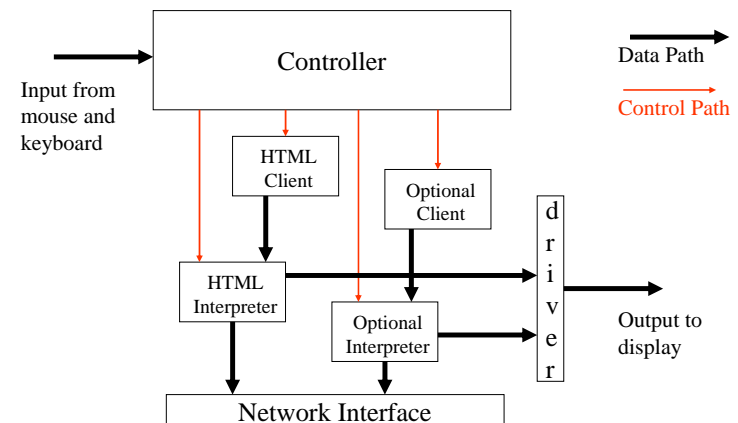 Controller
Data Path
Input from
mouse and
keyboard
Control Path
HTML
Client
Optional
Client
d
r
i
v
e
r
HTML
Interpreter
Optional
Interpreter
Output to
display
Network Interface